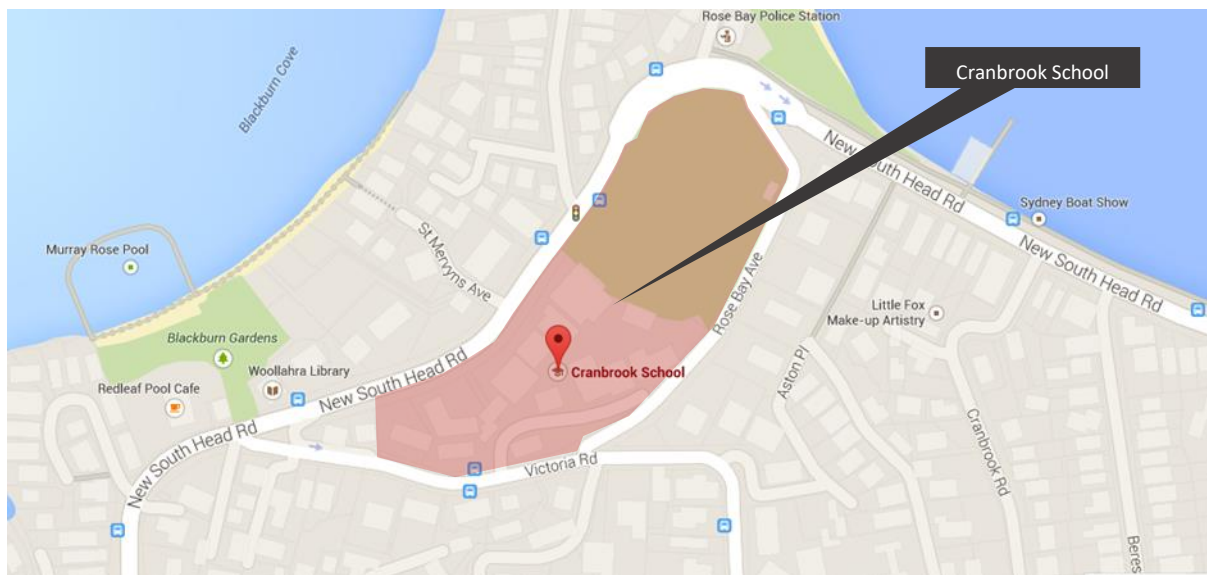 Rose Bay Police Station
Cranbrook School
Blackburn Cove
New South Head Rd
Sydney Boat Show
Murray Rose Pool
St Mervyns Ave
New South Head Rd
Rose Bay Ave
Little Fox
Make-up Artistry
Blackburn Gardens
Woollahra Library
Cranbrook School
Redleaf Pool Cafe
New South Head Rd
Aston Pl
New South Head Rd
Victoria Rd
Cranbrook Rd
Beres